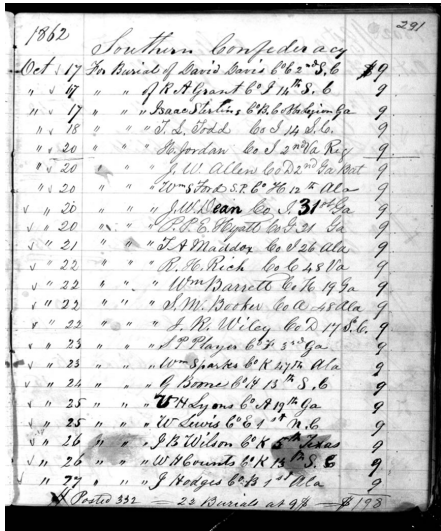 291
1862
Southern Confederacy
Oct 17 For Burial of David Davis Co E 2nd S.C $9
" 17 " " of R A Grant Co I 14th S.C 9
" 17 " " " Isaac Sterling Co B. Co Legion Ga 9
" 18 " " " T. L. Todd Co I 14 S.C. 9
" 20 " " " H. Jordan Co I 2nd Va Reg 9
" 20 " " " J. W. Allen Co D 2nd Ga Bat 9
" 20 " " " Wm S Ford S.P. Co H 12th Ala 9
" 20 " " " J. W. Dean Co. I. 31st Ga 9
" 20 " " " P. P. E. Hyatt Co G 21 Ga 9
" 21 " " " T. A Maddox Co I 26 Ala 9
" 22 " " " R. H. Rich Co C 48 Va 9
" 22 " " " Wm Barrett Co K 19 Ga 9
" 22 " " " S. M. Booker Co A 48 Ala 9
" 22 " " " J. R. Wiley Co D 17 S.C. 9
" 23 " " " S P Player Co F 3rd Ga 9
" 23 " " " Wm Sparks Co K 47th Ala 9
" 24 " " " G Boone Co H 13th S.C 9
" 25 " " " V H Lyons Co A 19th Ga 9
" 25 " " " W Lewis Co E 1st N.C 9
" 26 " " " J B Wilson Co K 5th Texas 9
" 26 " " " W H Counts Co K 13th S.C 9
" 27 " " " J Hodges Co B 1st Ala 9
Posted 332 = 22 Burials at 9$ = $198